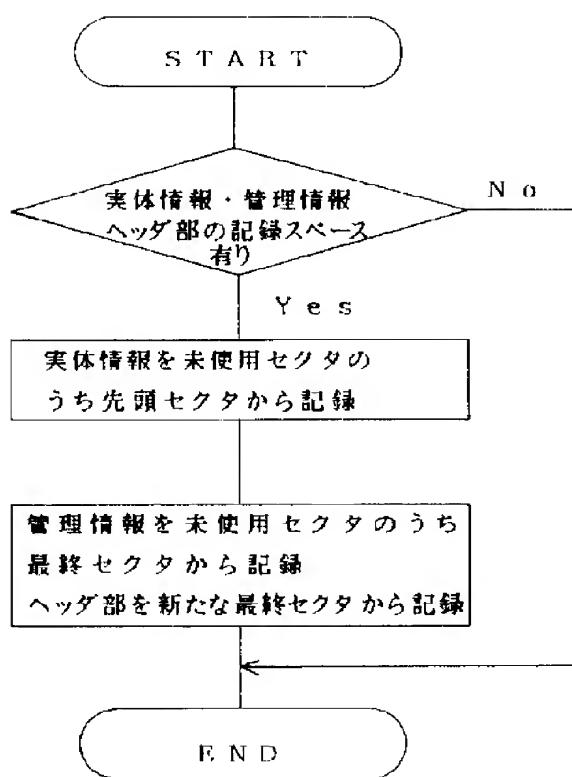 START
実体情報・管理情報
ヘッダ部の記録スペース
有り
No
Yes
実体情報を未使用セクタの
うち先頭セクタから記録
管理情報を未使用セクタのうち
最終セクタから記録
ヘッダ部を新たな最終セクタから記録
END